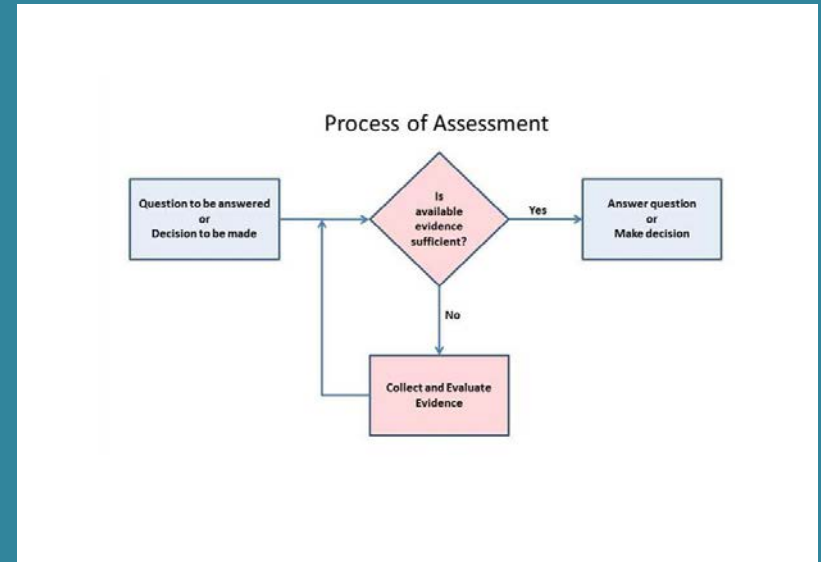 Process of Assessment
Question to be answered
or
Decision to be made
Is
available
evidence
sufficient?
Yes
Answer question
or
Make decision
No
Collect and Evaluate
Evidence